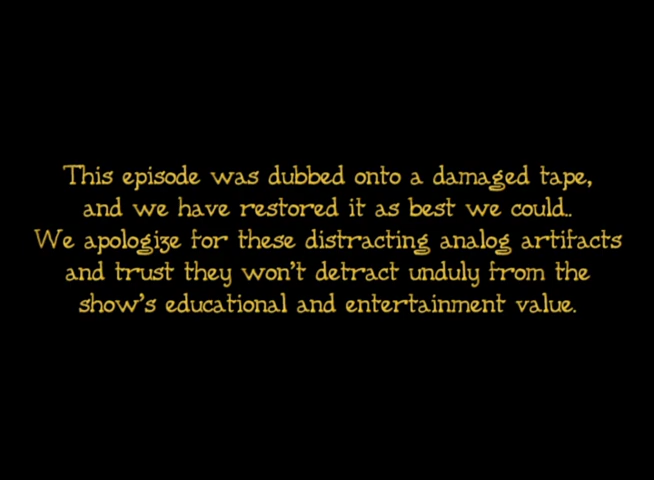 This episode was dubbed onto a damaged tape,
and we have restored it as best we could..
We apologize for these distracting analog artifacts
and trust they won't detract unduly from the
show's educational and entertainment value.